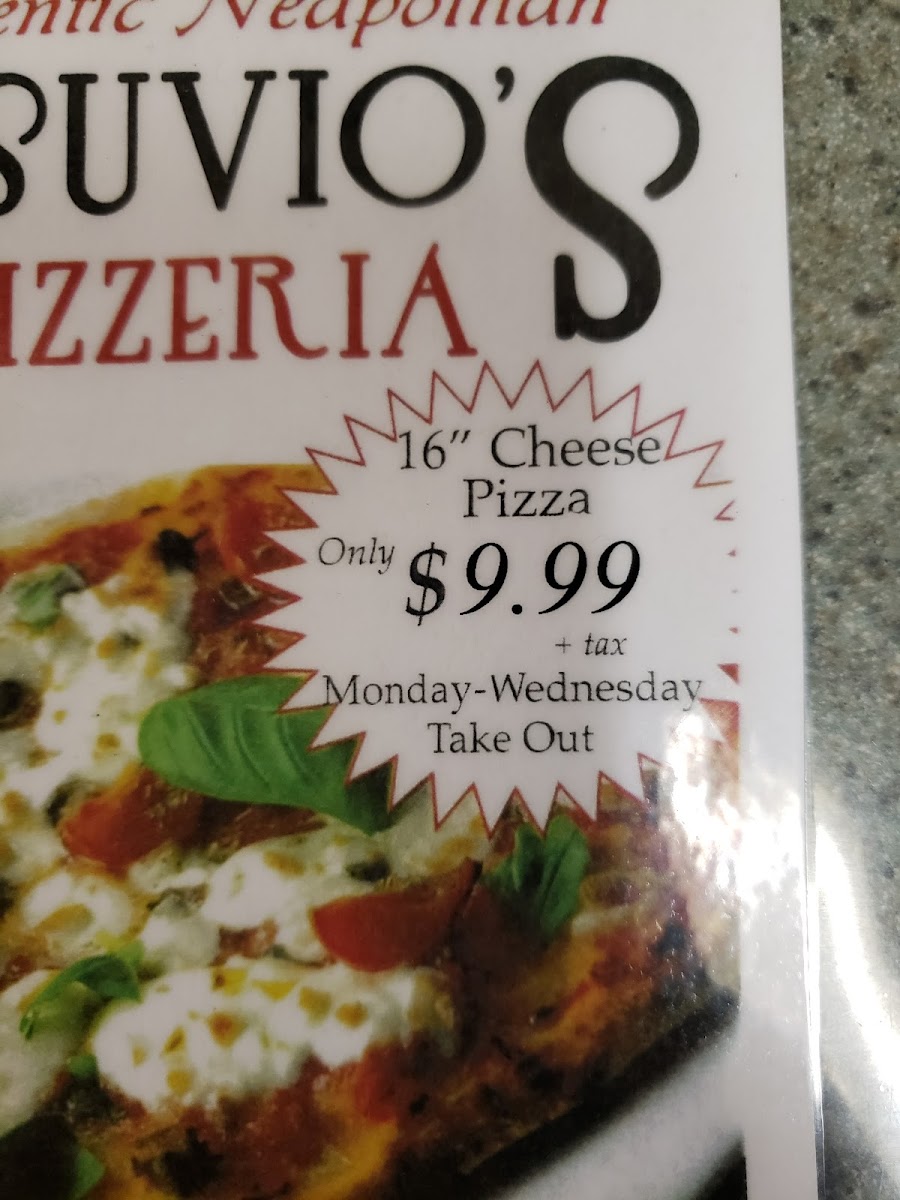 entic Neapolitan
SUVIO'S
IZZERIA
16" Cheese
Pizza
Only $9.99
+ tax
Monday-Wednesday
Take Out